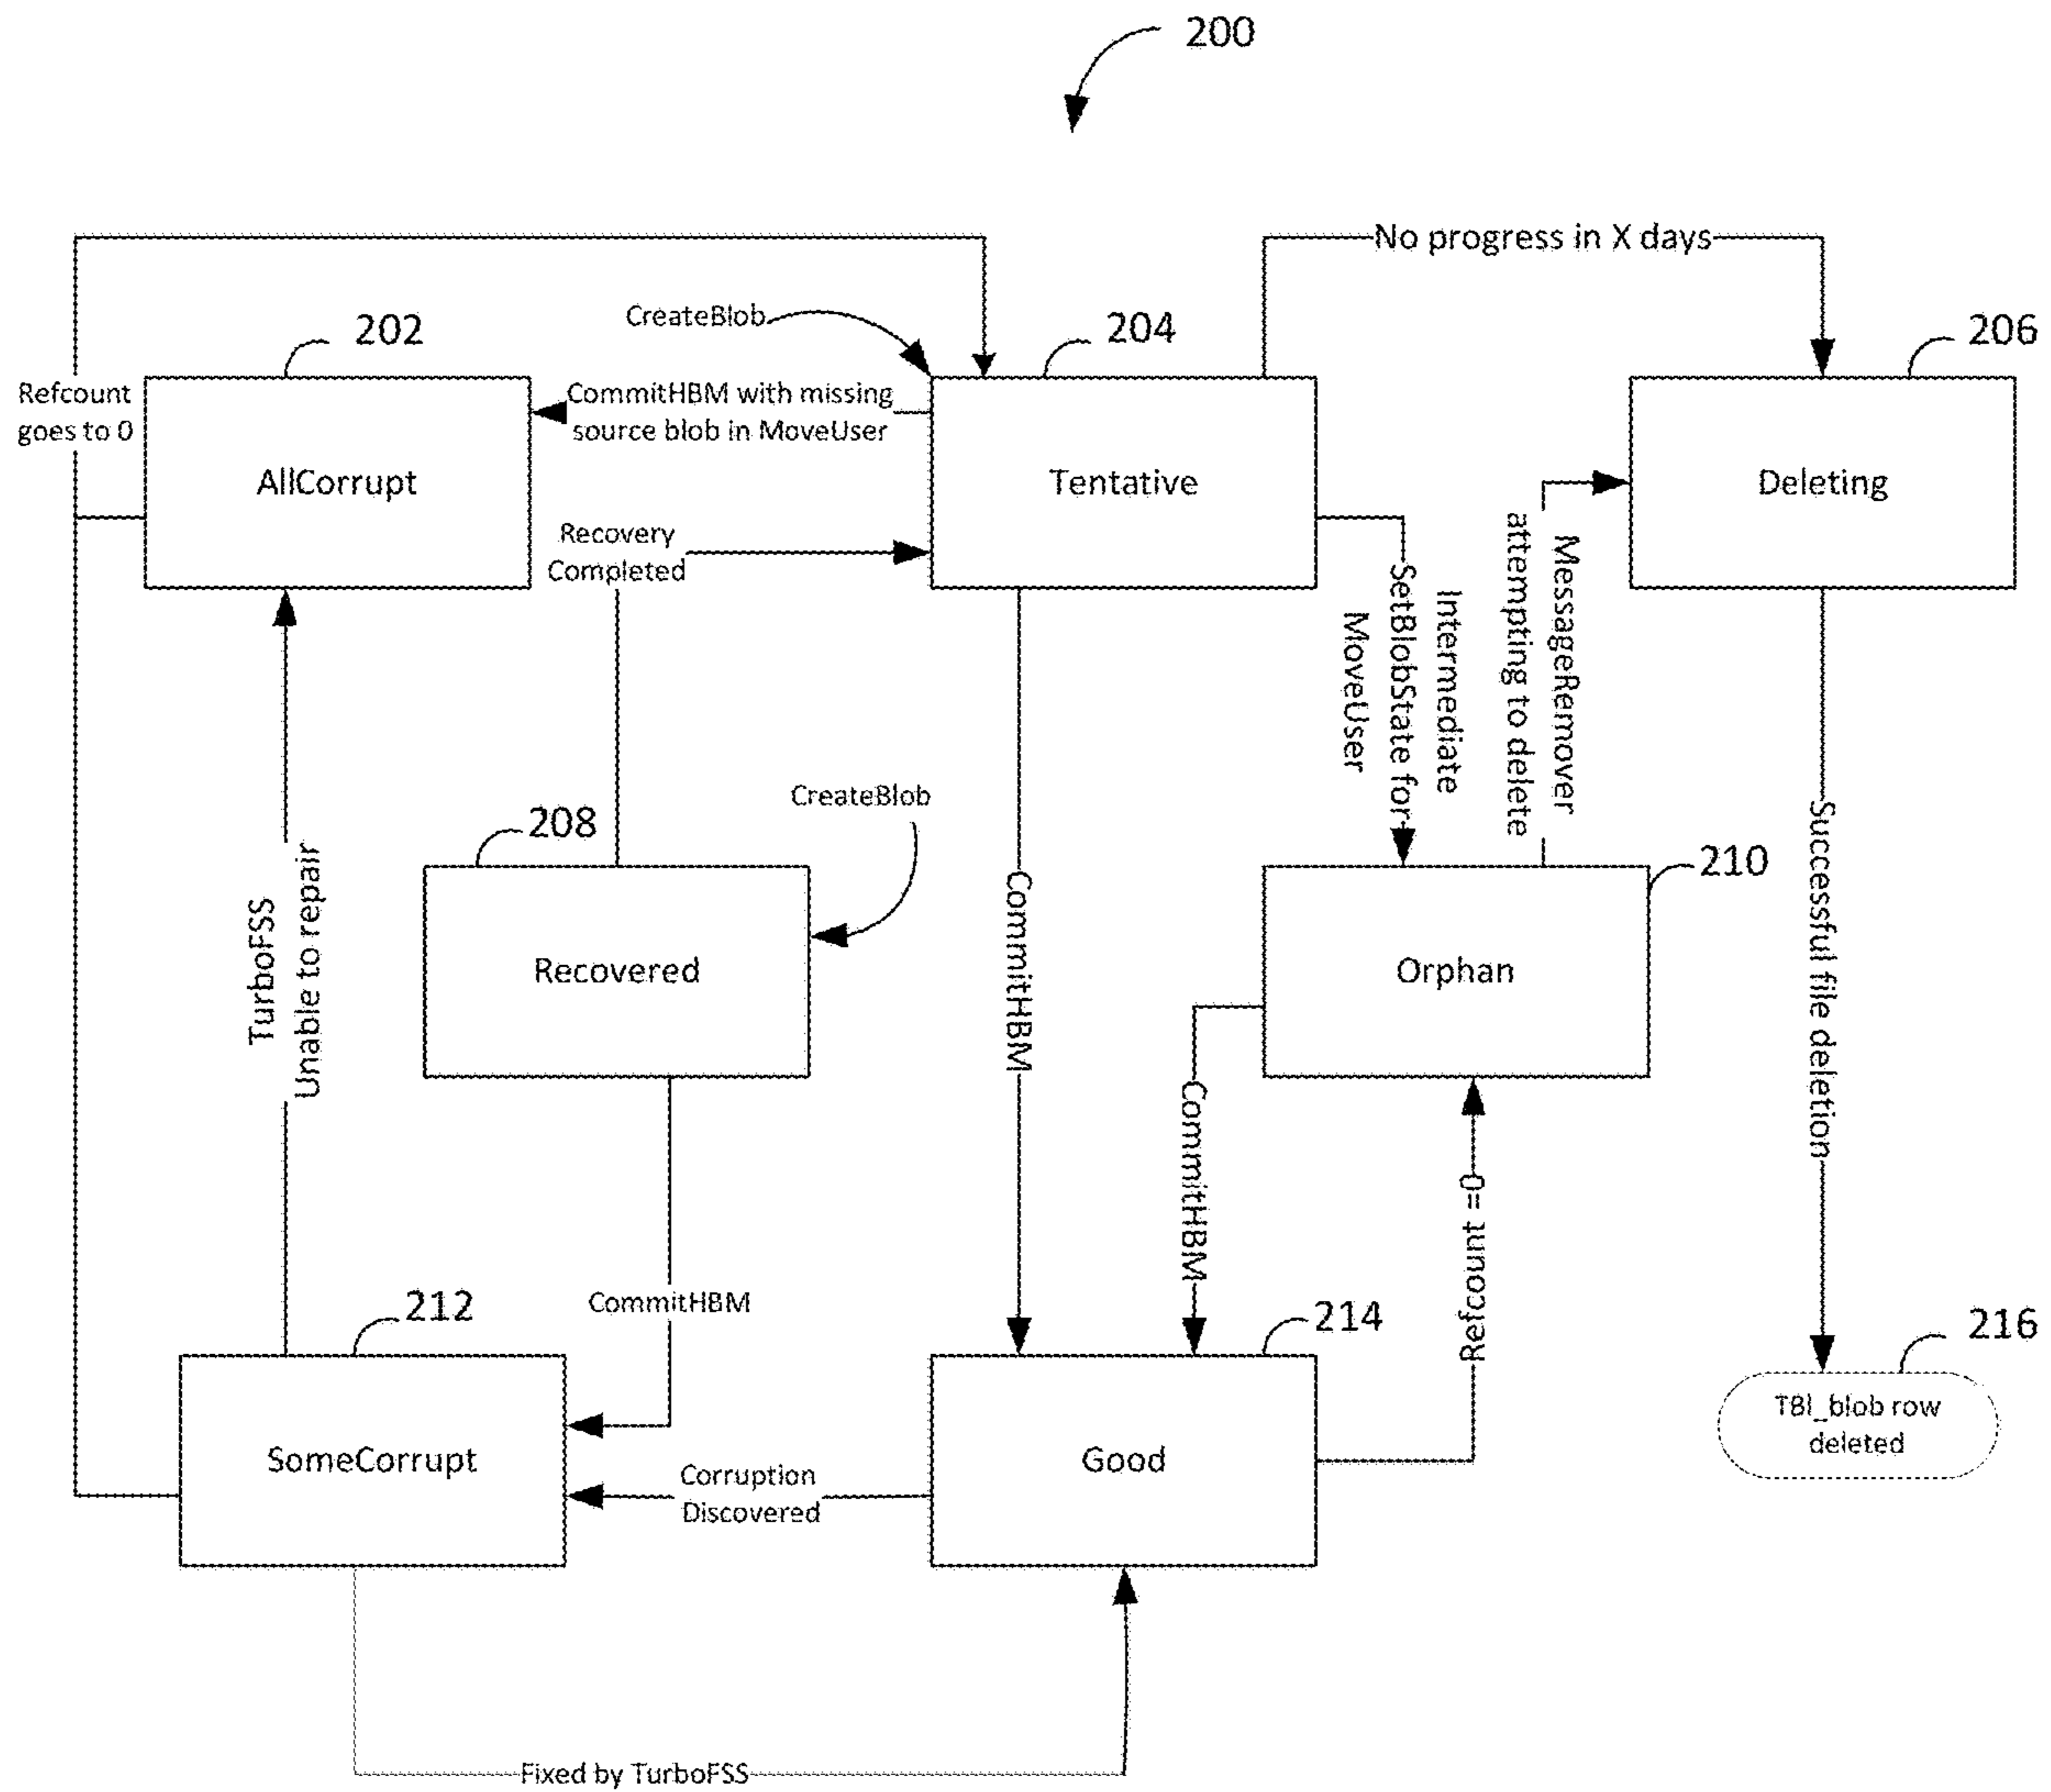 200
No progress in X days
CreateBlob
202
204
206
Refcount
goes to 0
CommitHBM with missing
source blob in MoveUser
AllCorrupt
Tentative
Deleting
Recovery
Completed
Intermediate
SetBlobState for
MoveUser
MessageRemover
attempting to delete
CreateBlob
208
210
TurboFSS
Unable to repair
Recovered
CommitHBM
Orphan
Successful file deletion
CommitHBM
Refcount =0
CommitHBM
212
214
216
SomeCorrupt
Corruption
Discovered
Good
TBl_blob row
deleted
Fixed by TurboFSS